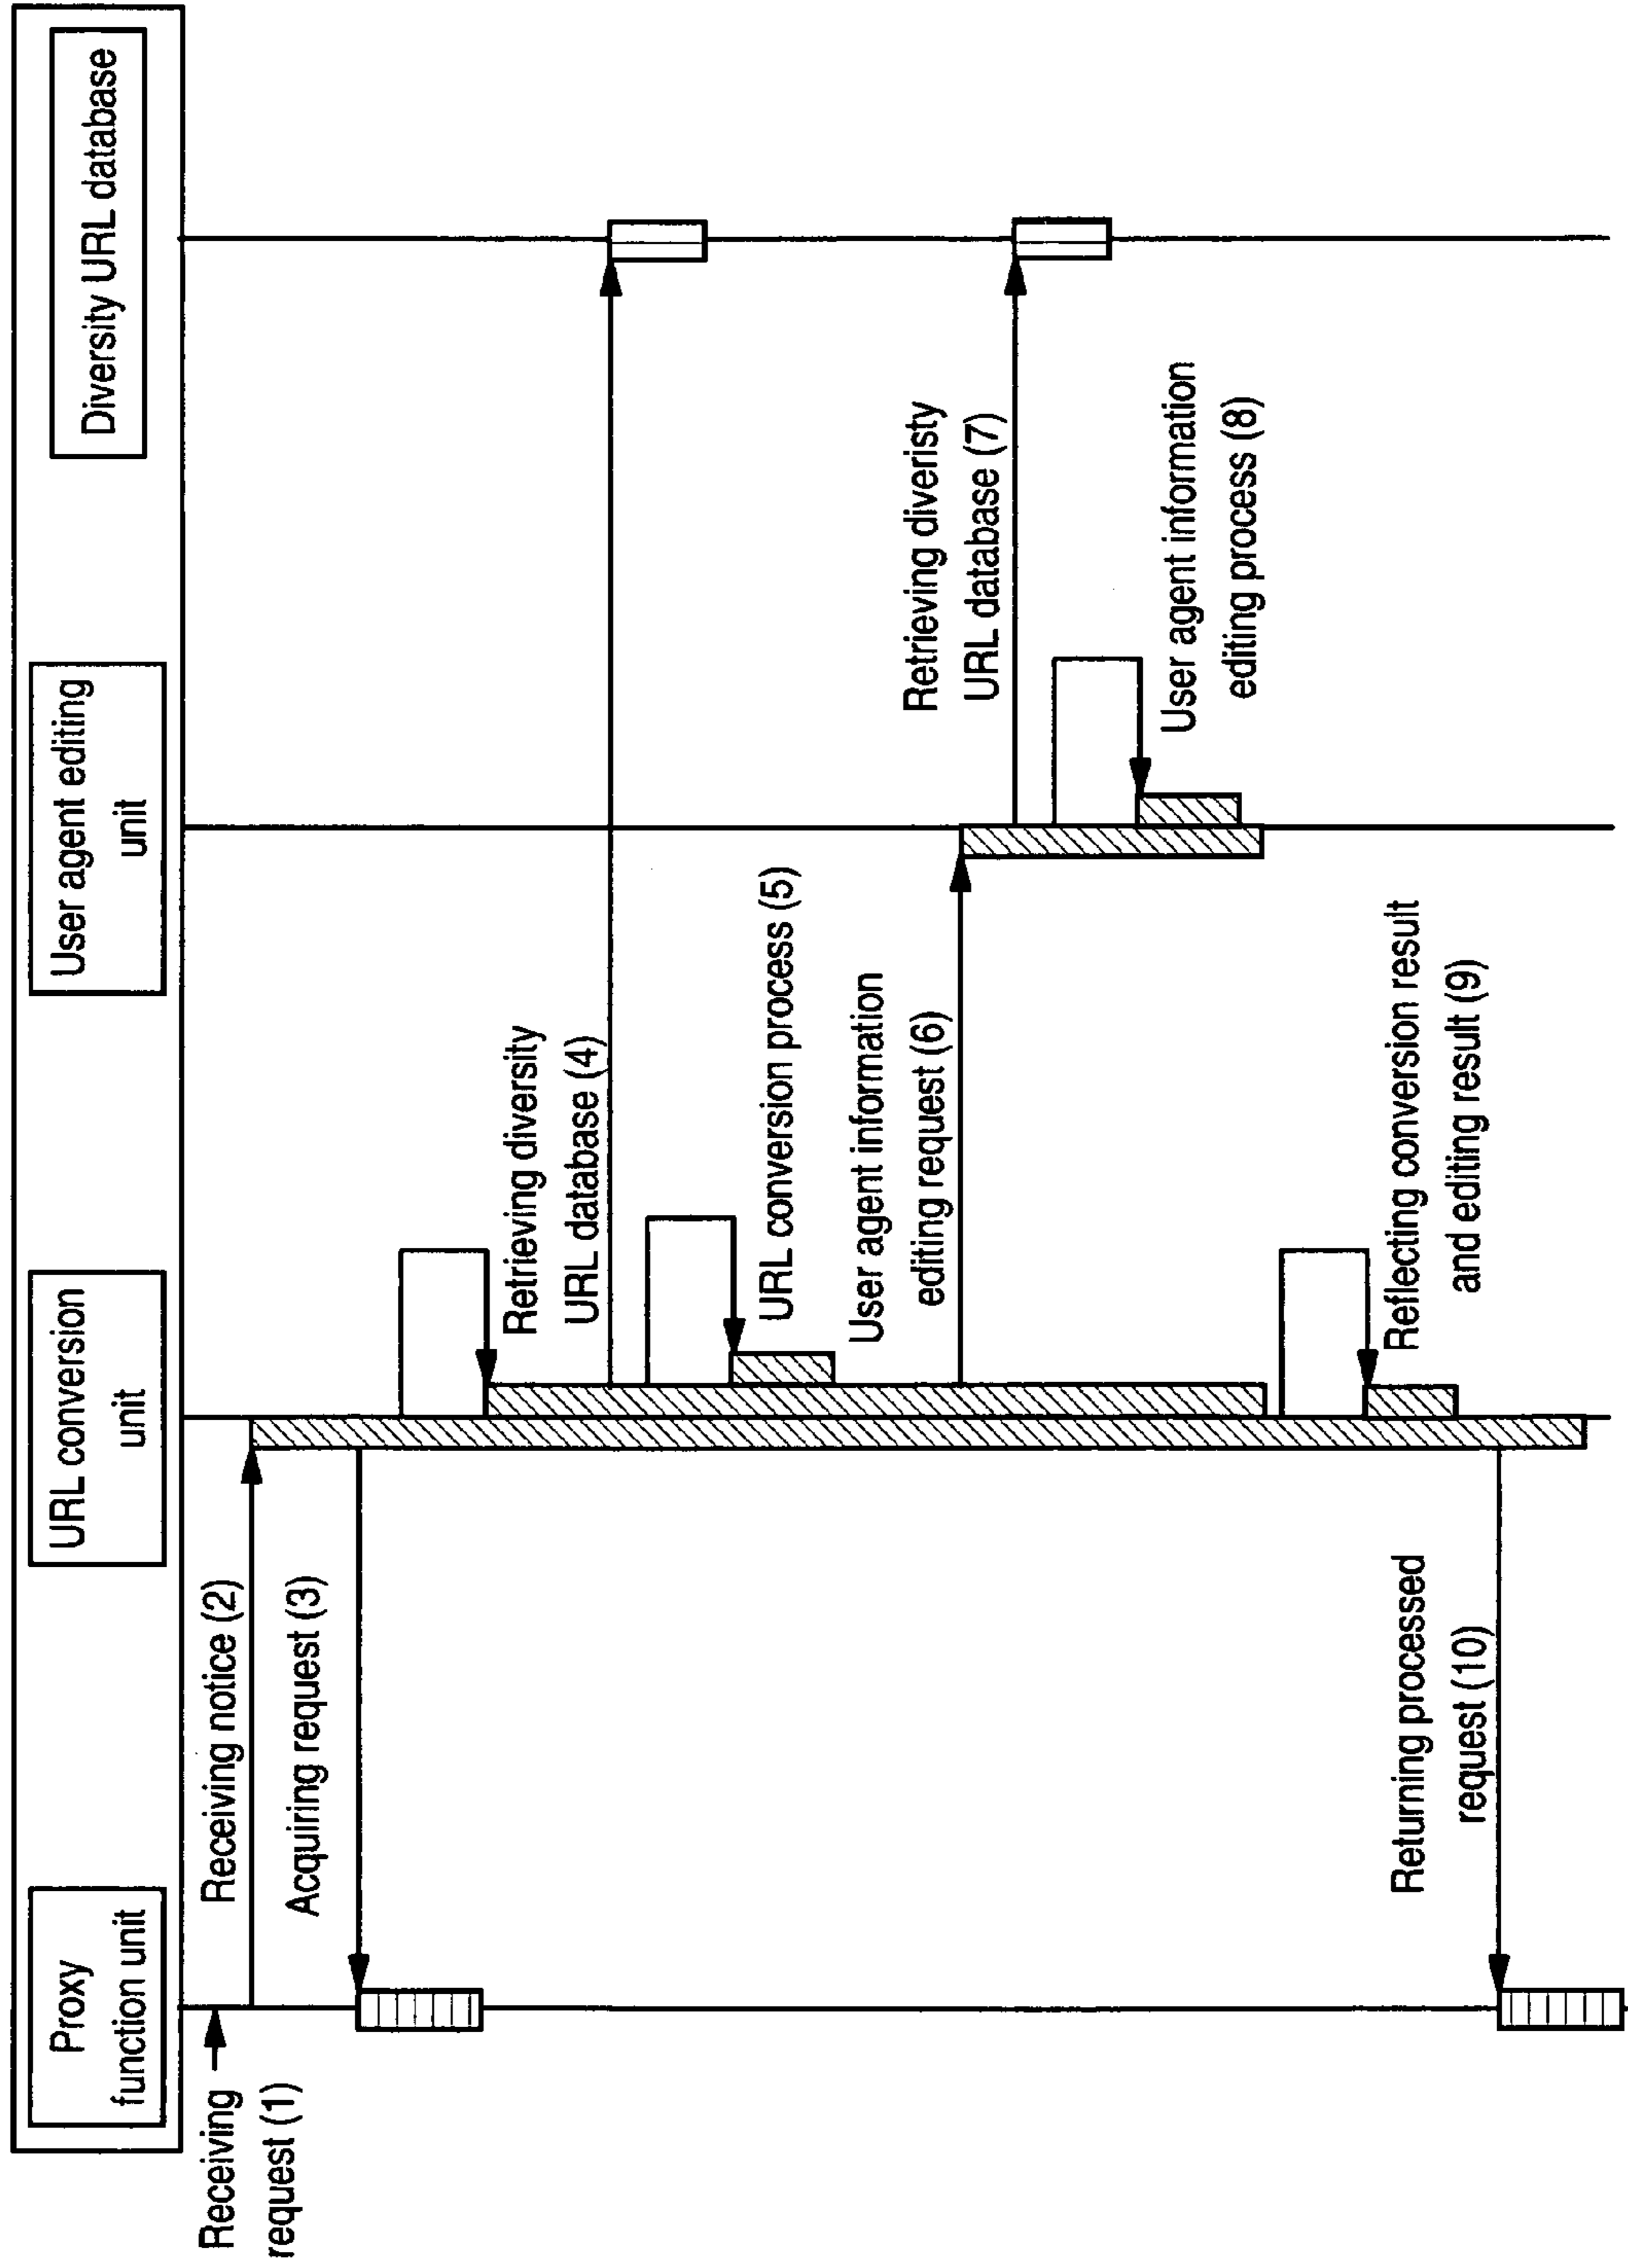 Proxy
function unit
URL conversion
unit
User agent editing
unit
Diversity URL database
Receiving
request (1)
Receiving notice (2)
Acquiring request (3)
Retrieving diversity
URL database (4)
URL conversion process (5)
User agent information
editing request (6)
Retrieving diveristy
URL database (7)
User agent information
editing process (8)
Reflecting conversion result
and editing result (9)
Returning processed
request (10)